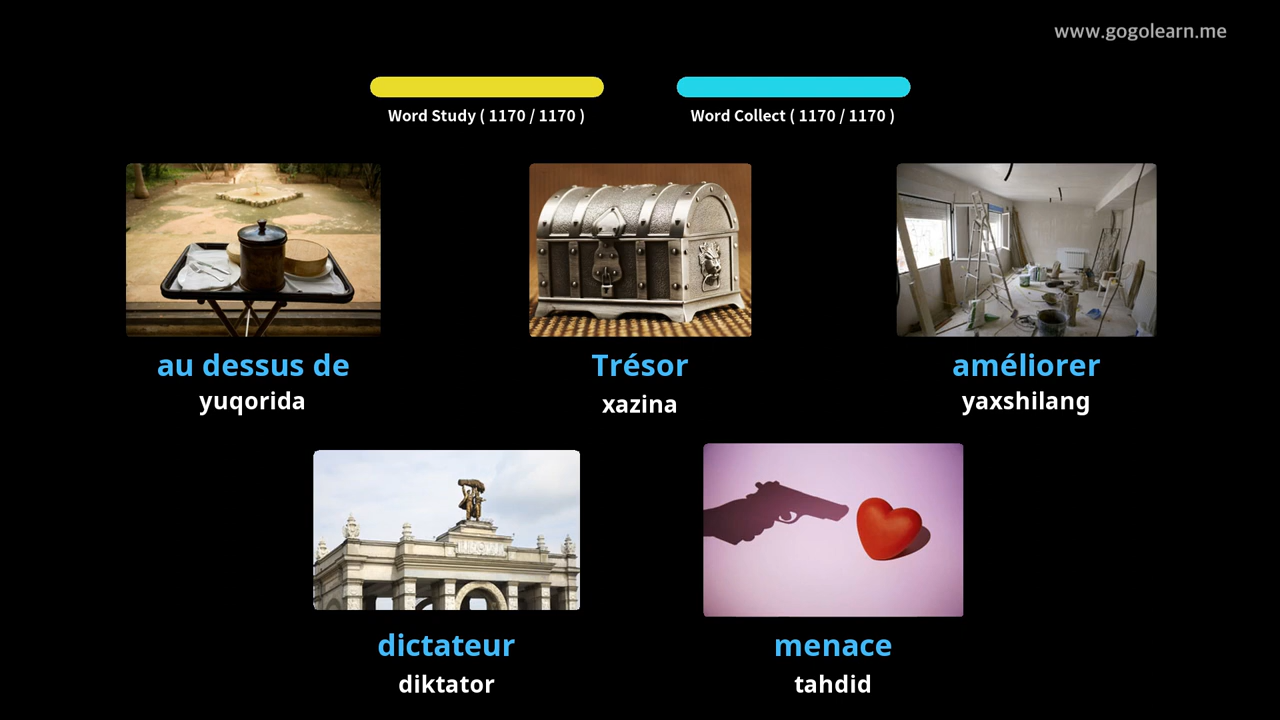 www.gogolearn.me
Word Study ( 1170 / 1170 )
Word Collect ( 1170 / 1170 )
au dessus de
yuqorida
Trésor
xazina
améliorer
yaxshilang
dictateur
diktator
menace
tahdid